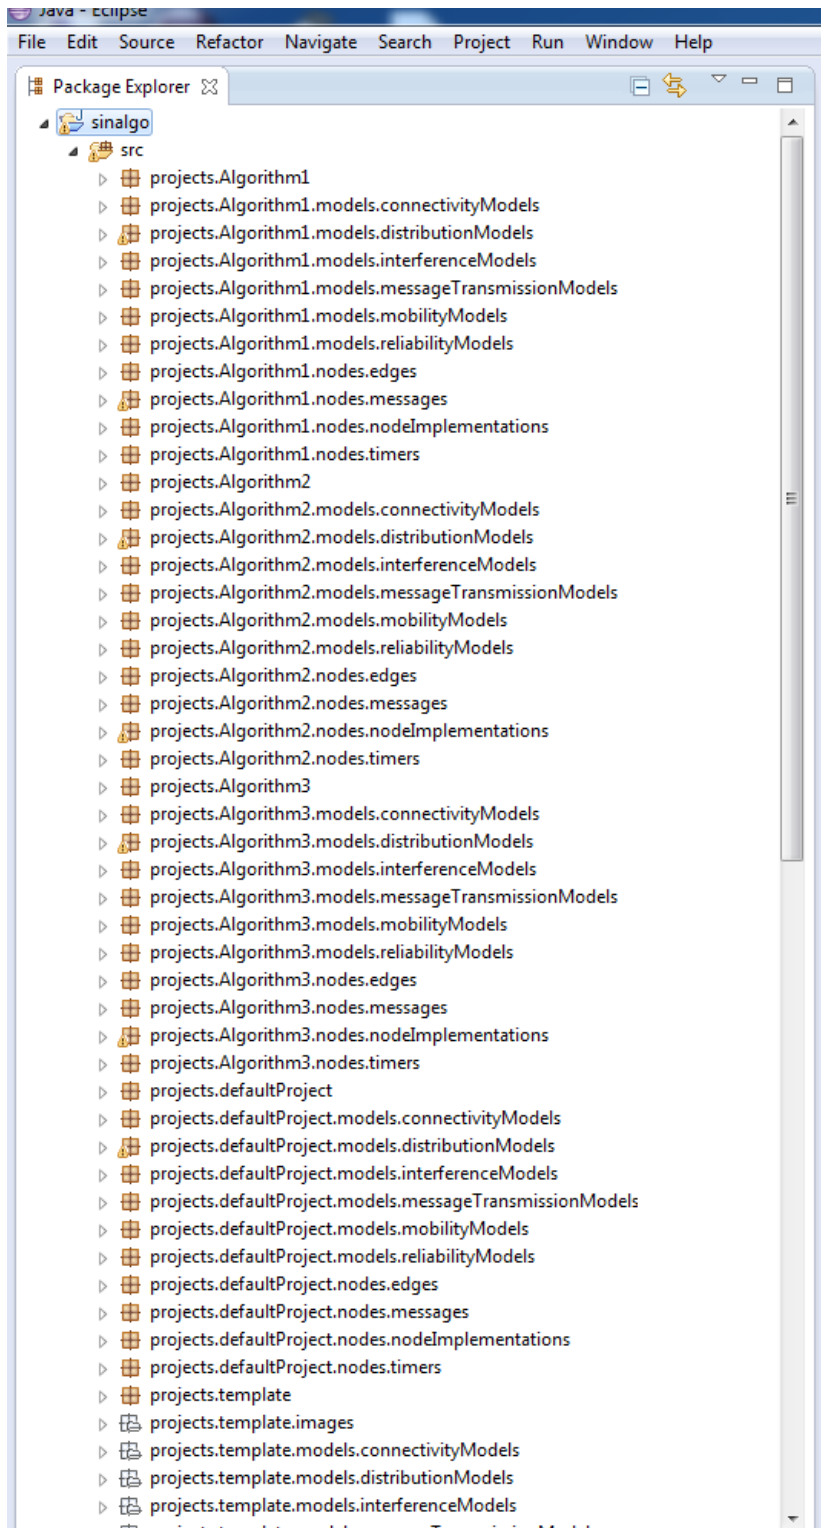 Java - Eclipse
File Edit Source Refactor Navigate Search Project Run Window Help
Package Explorer
sinalgo
src
projects.Algorithm1
projects.Algorithm1.models.connectivityModels
projects.Algorithm1.models.distributionModels
projects.Algorithm1.models.interferenceModels
projects.Algorithm1.models.messageTransmissionModels
projects.Algorithm1.models.mobilityModels
projects.Algorithm1.models.reliabilityModels
projects.Algorithm1.nodes.edges
projects.Algorithm1.nodes.messages
projects.Algorithm1.nodes.nodeImplementations
projects.Algorithm1.nodes.timers
projects.Algorithm2
projects.Algorithm2.models.connectivityModels
projects.Algorithm2.models.distributionModels
projects.Algorithm2.models.interferenceModels
projects.Algorithm2.models.messageTransmissionModels
projects.Algorithm2.models.mobilityModels
projects.Algorithm2.models.reliabilityModels
projects.Algorithm2.nodes.edges
projects.Algorithm2.nodes.messages
projects.Algorithm2.nodes.nodeImplementations
projects.Algorithm2.nodes.timers
projects.Algorithm3
projects.Algorithm3.models.connectivityModels
projects.Algorithm3.models.distributionModels
projects.Algorithm3.models.interferenceModels
projects.Algorithm3.models.messageTransmissionModels
projects.Algorithm3.models.mobilityModels
projects.Algorithm3.models.reliabilityModels
projects.Algorithm3.nodes.edges
projects.Algorithm3.nodes.messages
projects.Algorithm3.nodes.nodeImplementations
projects.Algorithm3.nodes.timers
projects.defaultProject
projects.defaultProject.models.connectivityModels
projects.defaultProject.models.distributionModels
projects.defaultProject.models.interferenceModels
projects.defaultProject.models.messageTransmissionModels
projects.defaultProject.models.mobilityModels
projects.defaultProject.models.reliabilityModels
projects.defaultProject.nodes.edges
projects.defaultProject.nodes.messages
projects.defaultProject.nodes.nodeImplementations
projects.defaultProject.nodes.timers
projects.template
projects.template.images
projects.template.models.connectivityModels
projects.template.models.distributionModels
projects.template.models.interferenceModels